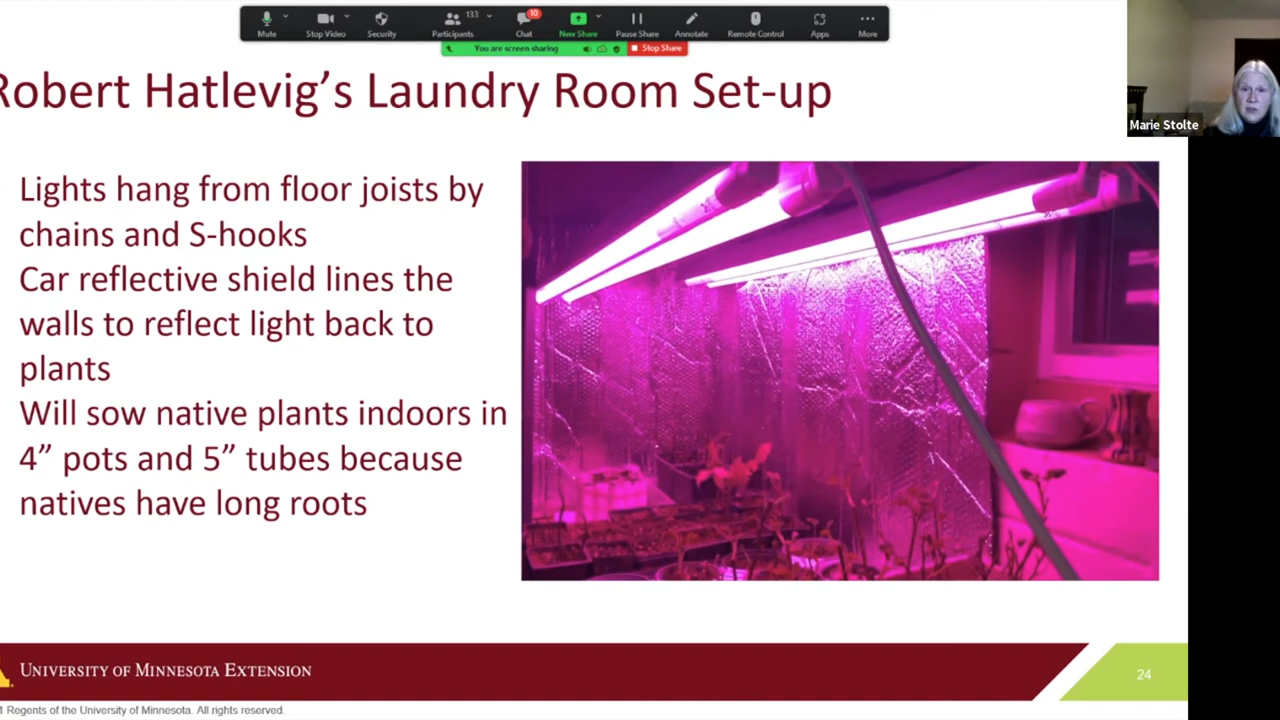 133
10
Mute
Stop Video
Security
Participants
Chat
New Share
Pause Share
Annotate
Remote Control
Apps
More
You are screen sharing
Stop Share
Robert Hatlevig's Laundry Room Set-up
Marie Stolte
Lights hang from floor joists by
chains and S-hooks
Car reflective shield lines the
walls to reflect light back to
plants
Will sow native plants indoors in
4” pots and 5” tubes because
natives have long roots
UNIVERSITY OF MINNESOTA EXTENSION
24
1 Regents of the University of Minnesota. All rights reserved.